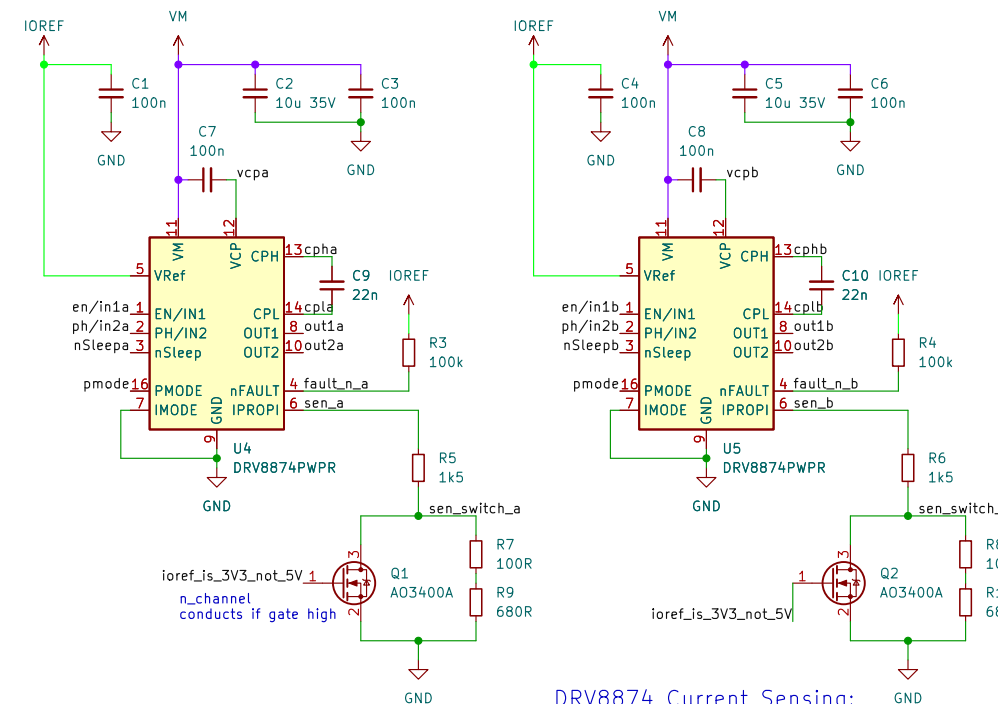 IOREF
VM
C1
100n
C2
10u 35V
C3
100n
GND
GND
C7
100n
vcpa
11
12
VM
VCP
CPH
13
cpha
5
VRef
C9
22n
IOREF
en/in1a
1
EN/IN1
CPL
14
cpla
ph/in2a
2
PH/IN2
OUT1
8
out1a
nSleepa
3
nSleep
OUT2
10
out2a
R3
100k
pmode
16
PMODE
nFAULT
4
fault_n_a
7
IMODE
GND
IPROPI
6
sen_a
9
U4
DRV8874PWPR
GND
R5
1k5
sen_switch_a
3
R7
100R
ioref_is_3V3_not_5V
1
Q1
AO3400A
n_channel
conducts if gate high
2
R9
680R
GND
IOREF
VM
C4
100n
C5
10u 35V
C6
100n
GND
GND
C8
100n
vcpb
11
12
VM
VCP
CPH
13
cphb
5
VRef
C10
22n
IOREF
en/in1b
1
EN/IN1
CPL
14
cplb
ph/in2b
2
PH/IN2
OUT1
8
out1b
nSleepb
3
nSleep
OUT2
10
out2b
R4
100k
pmode
16
PMODE
nFAULT
4
fault_n_b
7
IMODE
GND
IPROPI
6
sen_b
9
U5
DRV8874PWPR
GND
R6
1k5
sen_switch_
3
1
Q2
AO3400A
ioref_is_3V3_not_5V
2
GND
DRV8874 Current Sensing: